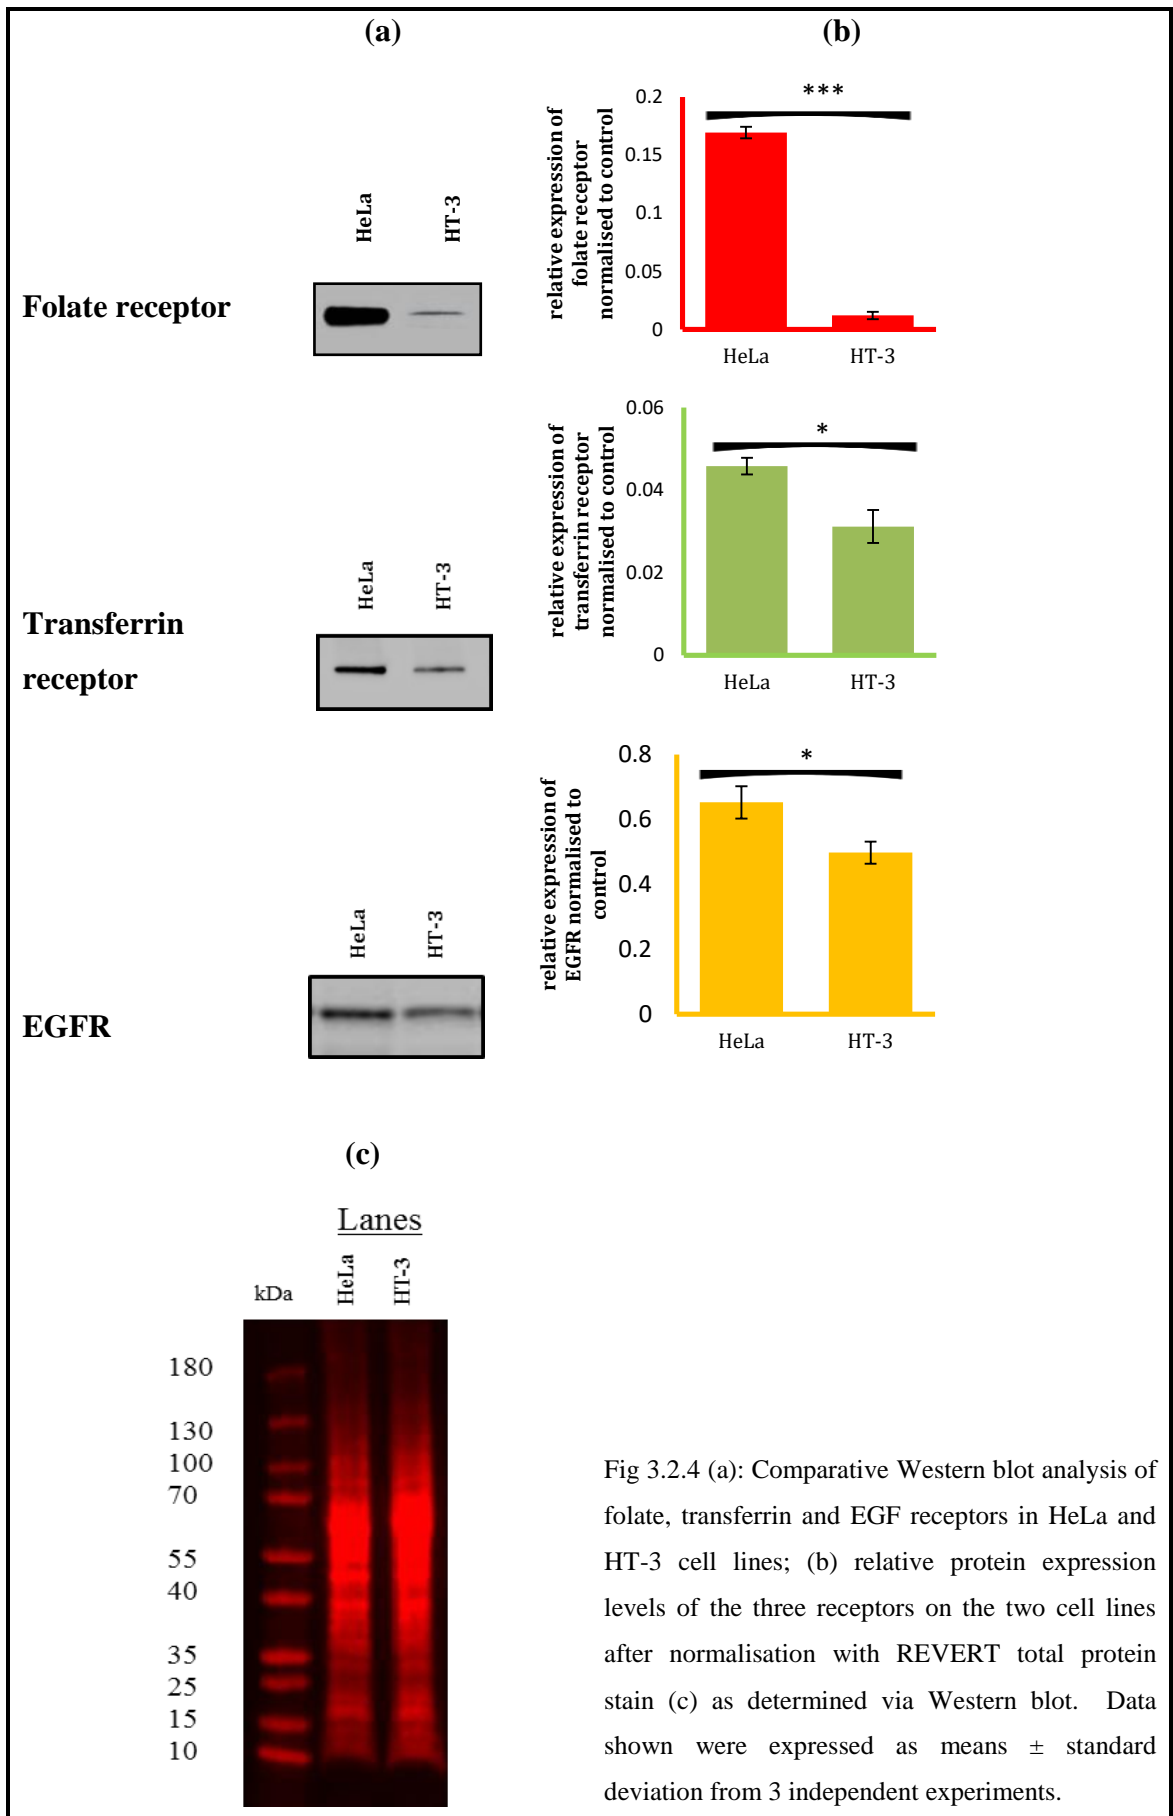 (a)
(b)
Folate receptor
HeLa
HT-3
relative expression of
folate receptor
normalised to control
0.2
0.15
0.1
0.05
0
***
HeLa
HT-3
Transferrin
receptor
HeLa
HT-3
relative expression of
transferrin receptor
normalised to control
0.06
0.04
0.02
0
*
HeLa
HT-3
EGFR
HeLa
HT-3
relative expression of
EGFR normalised to
control
0.8
0.6
0.4
0.2
0
*
HeLa
HT-3
(c)
Lanes
kDa
HeLa
HT-3
180
130
100
70
55
40
35
25
15
10
Fig 3.2.4 (a): Comparative Western blot analysis of
folate, transferrin and EGF receptors in HeLa and
HT-3 cell lines; (b) relative protein expression
levels of the three receptors on the two cell lines
after normalisation with REVERT total protein
stain (c) as determined via Western blot. Data
shown were expressed as means ± standard
deviation from 3 independent experiments.